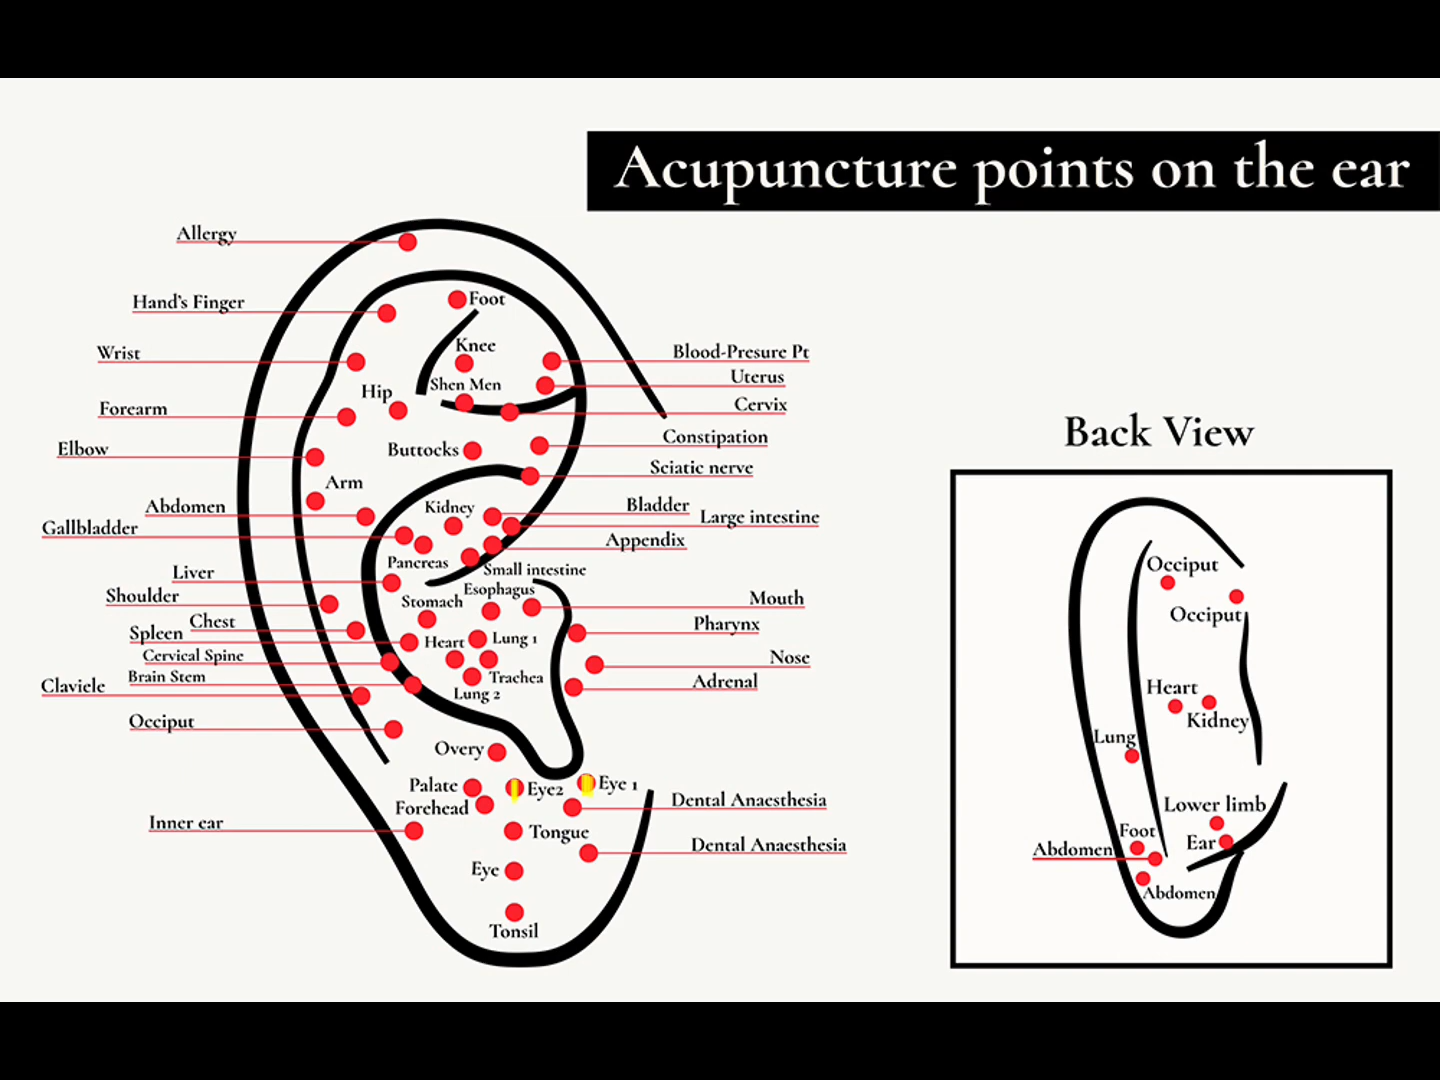 Acupuncture points on the ear
Allergy
Hand's Finger
Foot
Wrist
Knee
Blood-Presure Pt
Shen Men
Uterus
Hip
Cervix
Forearm
Constipation
Elbow
Buttocks
Sciatic nerve
Arm
Abdomen
Kidney
Bladder
Gallbladder
Large intestine
Appendix
Pancreas
Small intestine
Liver
Esophagus
Shoulder
Stomach
Mouth
Chest
Pharynx
Spleen
Heart
Lung 1
Cervical Spine
Nose
Brain Stem
Trachea
Claviele
Lung 2
Adrenal
Occiput
Overy
Palate
Eye2
Eye 1
Forehead
Dental Anaesthesia
Inner ear
Tongue
Dental Anaesthesia
Eye
Tonsil
Back View
Occiput
Occiput
Heart
Kidney
Lung
Lower limb
Foot
Ear
Abdomen
Abdomen